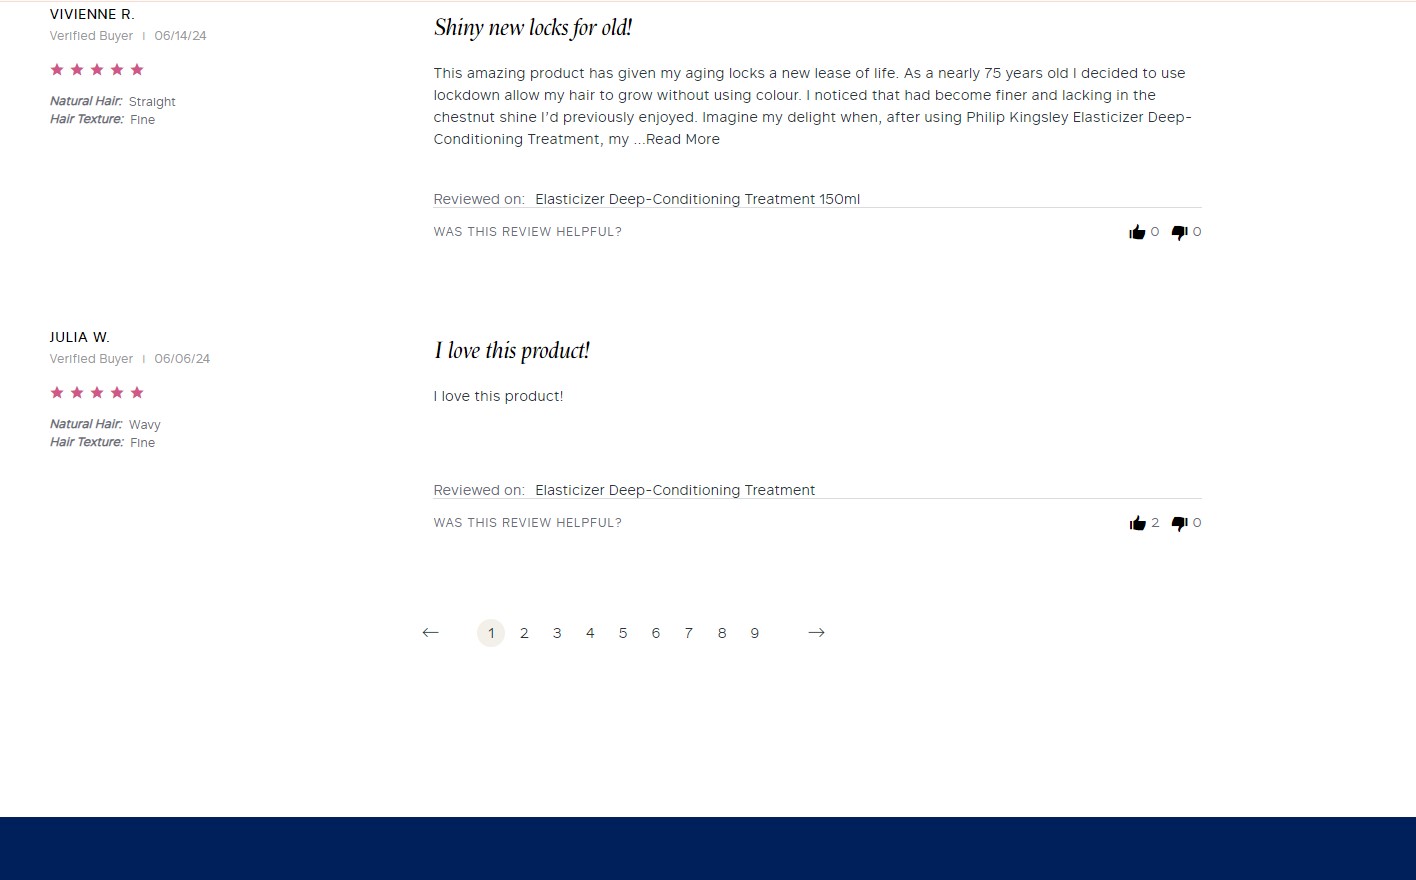 VIVIENNE R.
Verified Buyer | 06/14/24
Natural Hair: Straight
Hair Texture: Fine
Shiny new locks for old!
This amazing product has given my aging locks a new lease of life. As a nearly 75 years old I decided to use
lockdown allow my hair to grow without using colour. I noticed that had become finer and lacking in the
chestnut shine I'd previously enjoyed. Imagine my delight when, after using Philip Kingsley Elasticizer Deep-
Conditioning Treatment, my ...Read More
Reviewed on: Elasticizer Deep-Conditioning Treatment 150ml
WAS THIS REVIEW HELPFUL? 0 0
JULIA W.
Verified Buyer | 06/06/24
Natural Hair: Wavy
Hair Texture: Fine
I love this product!
I love this product!
Reviewed on: Elasticizer Deep-Conditioning Treatment
WAS THIS REVIEW HELPFUL? 2 0
← 1 2 3 4 5 6 7 8 9 →